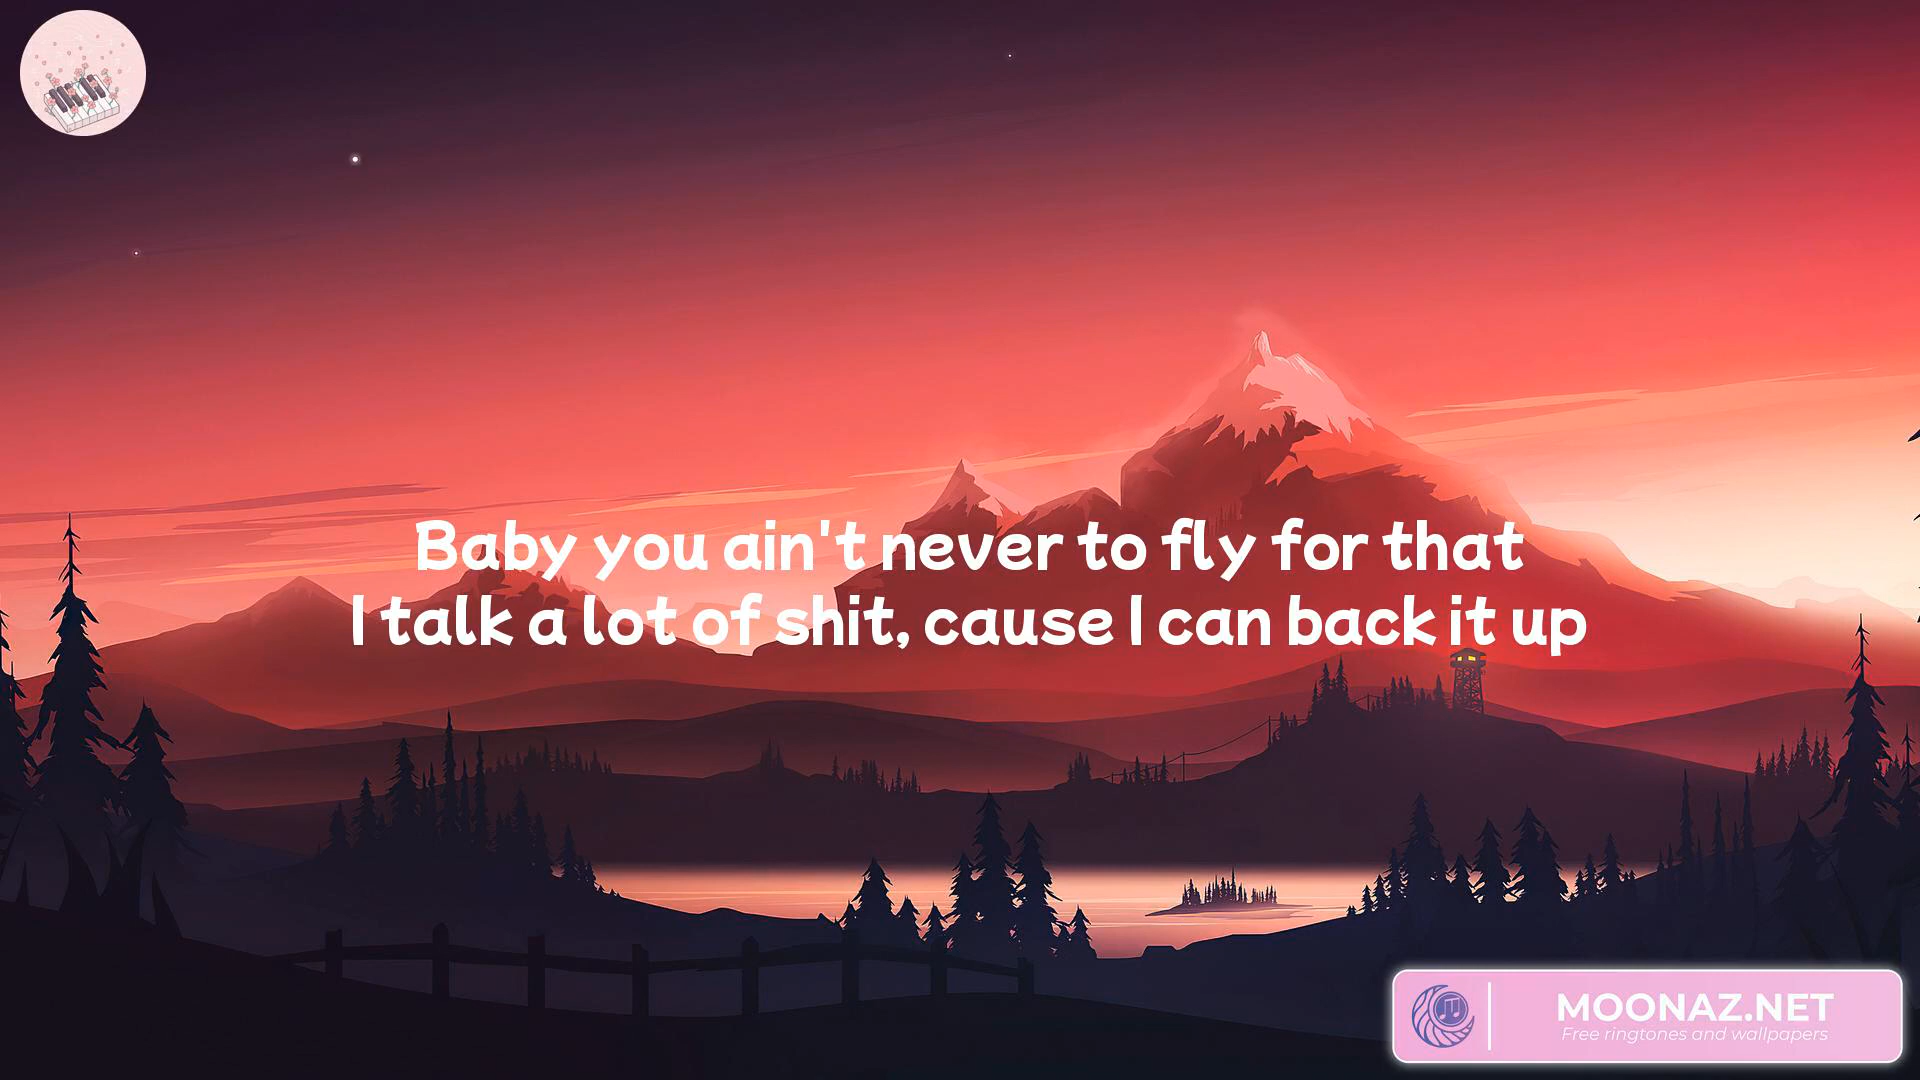 Baby you ain't never to fly for that
I talk a lot of shit, cause I can back it up
MOONAZ.NET
Free ringtones and wallpapers